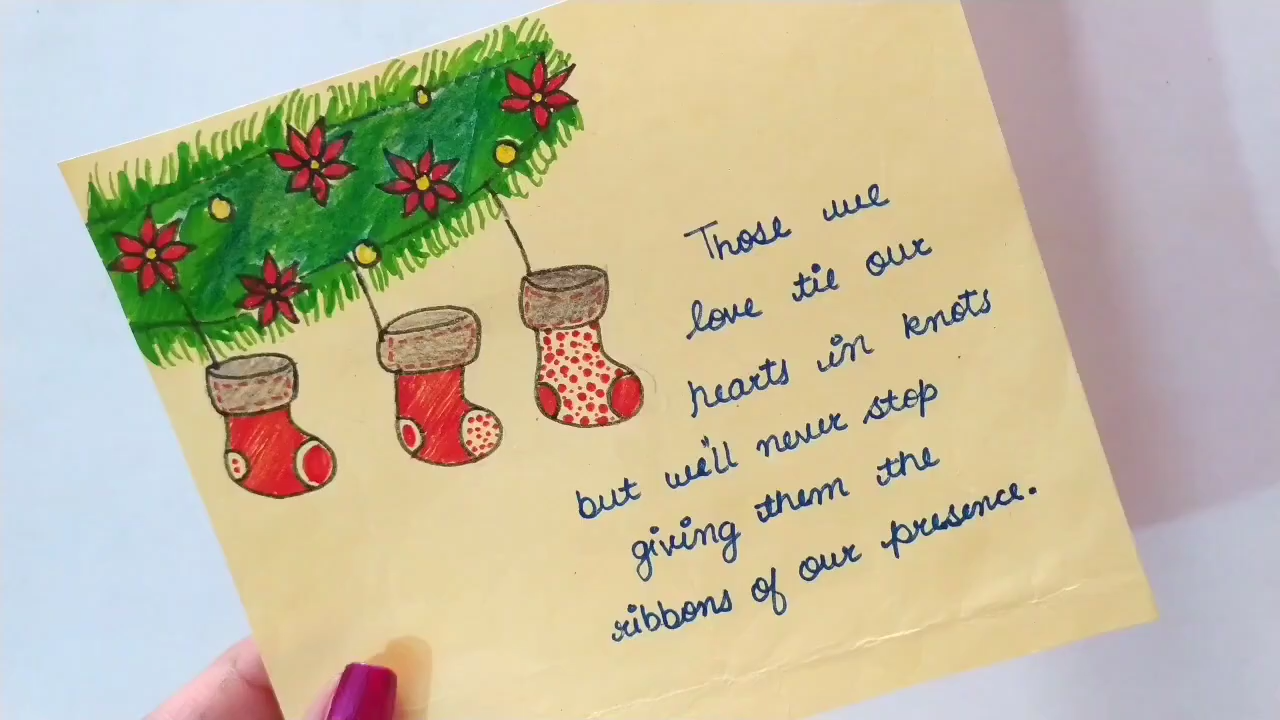 Those we
love tie our
hearts in knots
but we'll never stop
giving them the
ribbons of our presence.